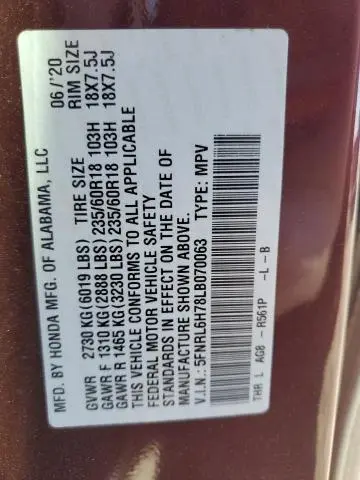 MFD. BY HONDA MFG. OF ALABAMA, LLC 06/'20
GVWR 2730 KG(6019 LBS) TIRE SIZE RIM SIZE
GAWR F 1310 KG(2888 LBS) 235/60R18 103H 18X7.5J
GAWR R 1465 KG(3230 LBS) 235/60R18 103H 18X7.5J
THIS VEHICLE CONFORMS TO ALL APPLICABLE
FEDERAL MOTOR VEHICLE SAFETY
STANDARDS IN EFFECT ON THE DATE OF
MANUFACTURE SHOWN ABOVE.
V.I.N.: 5FNRL6H78LB070063 TYPE: MPV
THR L AG8 - R561P -L-B